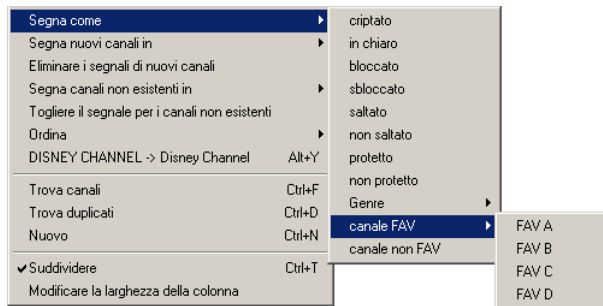 Segna come
Segna nuovi canali in
Eliminare i segnali di nuovi canali
Segna canali non esistenti in
Togliere il segnale per i canali non esistenti
Ordina
DISNEY CHANNEL -> Disney Channel Alt+Y
Trova canali Ctrl+F
Trova duplicati Ctrl+D
Nuovo Ctrl+N
Suddividere Ctrl+T
Modificare la larghezza della colonna
criptato
in chiaro
bloccato
sbloccato
saltato
non saltato
protetto
non protetto
Genre
canale FAV
canale non FAV
FAV A
FAV B
FAV C
FAV D